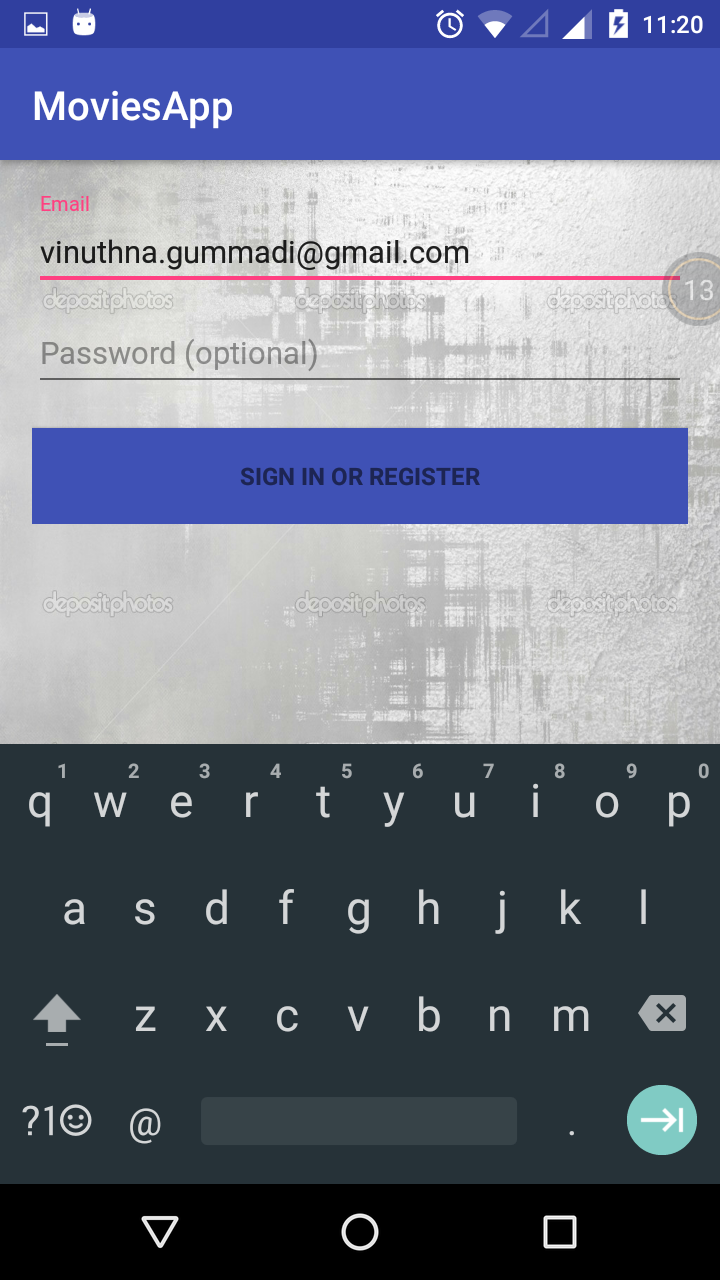 11:20
MoviesApp
Email
vinuthna.gummadi@gmail.com
depositphotos depositphotos depositphotos
13
Password (optional)
SIGN IN OR REGISTER
depositphotos depositphotos depositphotos
1 2 3 4 5 6 7 8 9 0
q w e r t y u i o p
a s d f g h j k l
z x c v b n m
?1☺ @ .